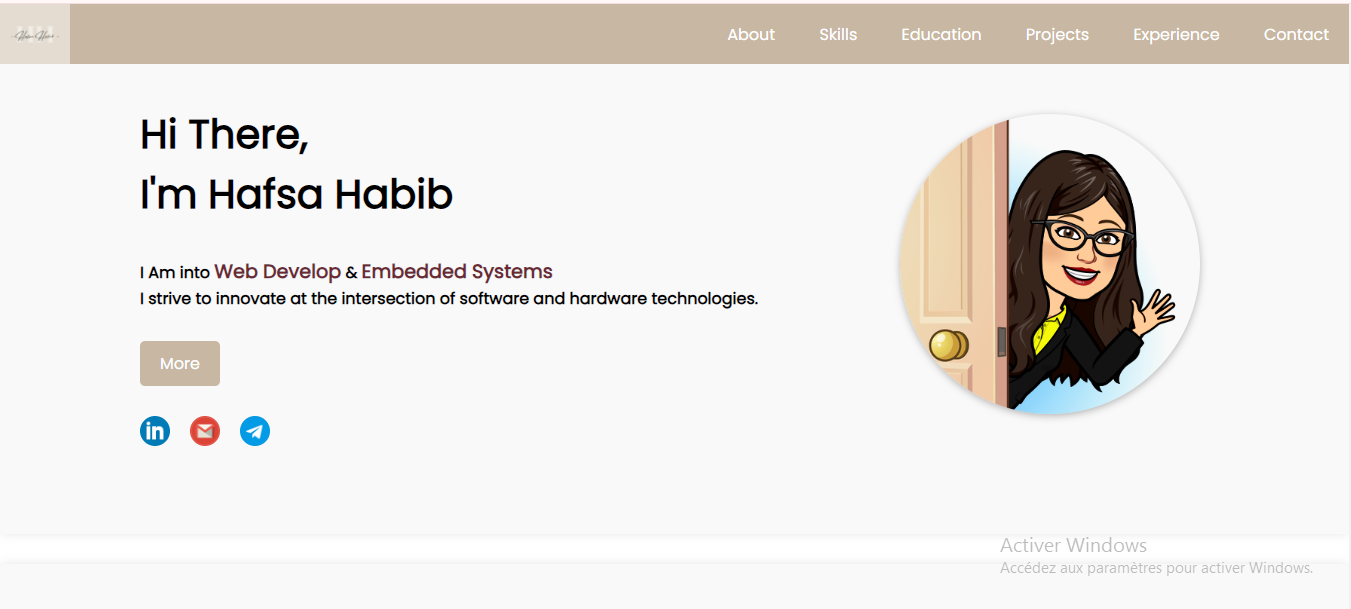 About Skills Education Projects Experience Contact
Hi There,
I'm Hafsa Habib
I Am into Web Develop & Embedded Systems
I strive to innovate at the intersection of software and hardware technologies.
More
in
Activer Windows
Accédez aux paramètres pour activer Windows.